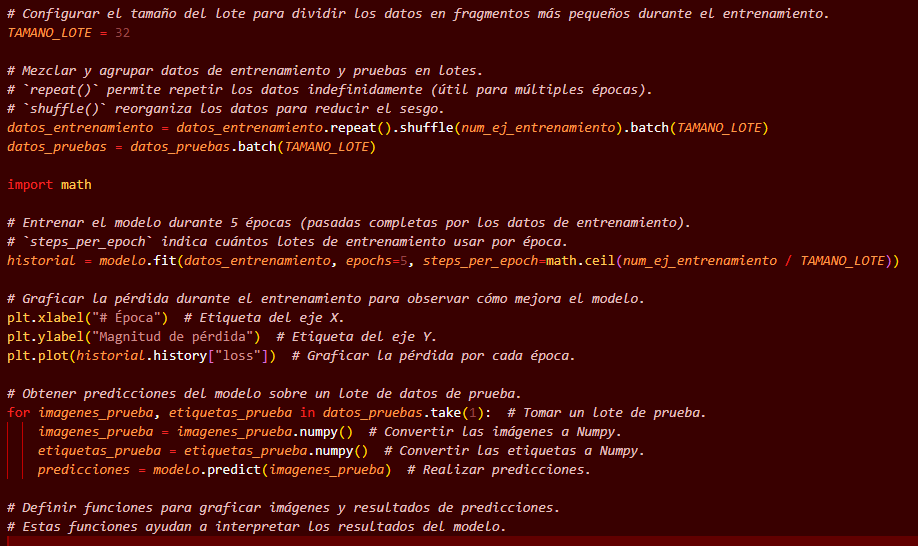 # Configurar el tamaño del lote para dividir los datos en fragmentos más pequeños durante el entrenamiento.
TAMANO_LOTE = 32

# Mezclar y agrupar datos de entrenamiento y pruebas en lotes.
# `repeat()` permite repetir los datos indefinidamente (útil para múltiples épocas).
# `shuffle()` reorganiza los datos para reducir el sesgo.
datos_entrenamiento = datos_entrenamiento.repeat().shuffle(num_ej_entrenamiento).batch(TAMANO_LOTE)
datos_pruebas = datos_pruebas.batch(TAMANO_LOTE)

import math

# Entrenar el modelo durante 5 épocas (pasadas completas por los datos de entrenamiento).
# `steps_per_epoch` indica cuántos lotes de entrenamiento usar por época.
historial = modelo.fit(datos_entrenamiento, epochs=5, steps_per_epoch=math.ceil(num_ej_entrenamiento / TAMANO_LOTE))

# Graficar la pérdida durante el entrenamiento para observar cómo mejora el modelo.
plt.xlabel("# Época")  # Etiqueta del eje X.
plt.ylabel("Magnitud de pérdida")  # Etiqueta del eje Y.
plt.plot(historial.history["loss"])  # Graficar la pérdida por cada época.

# Obtener predicciones del modelo sobre un lote de datos de prueba.
for imagenes_prueba, etiquetas_prueba in datos_pruebas.take(1):  # Tomar un lote de prueba.
    imagenes_prueba = imagenes_prueba.numpy()  # Convertir las imágenes a Numpy.
    etiquetas_prueba = etiquetas_prueba.numpy()  # Convertir las etiquetas a Numpy.
    predicciones = modelo.predict(imagenes_prueba)  # Realizar predicciones.

# Definir funciones para graficar imágenes y resultados de predicciones.
# Estas funciones ayudan a interpretar los resultados del modelo.